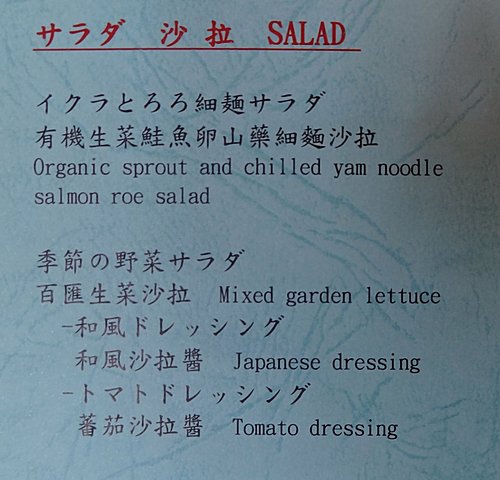 サラダ 沙 拉 SALAD
イクラとろろ細麺サラダ
有機生菜鮭魚卵山藥細麵沙拉
Organic sprout and chilled yam noodle
salmon roe salad
季節の野菜サラダ
百匯生菜沙拉 Mixed garden lettuce
-和風ドレッシング
和風沙拉醬 Japanese dressing
-トマトドレッシング
蕃茄沙拉醬 Tomato dressing